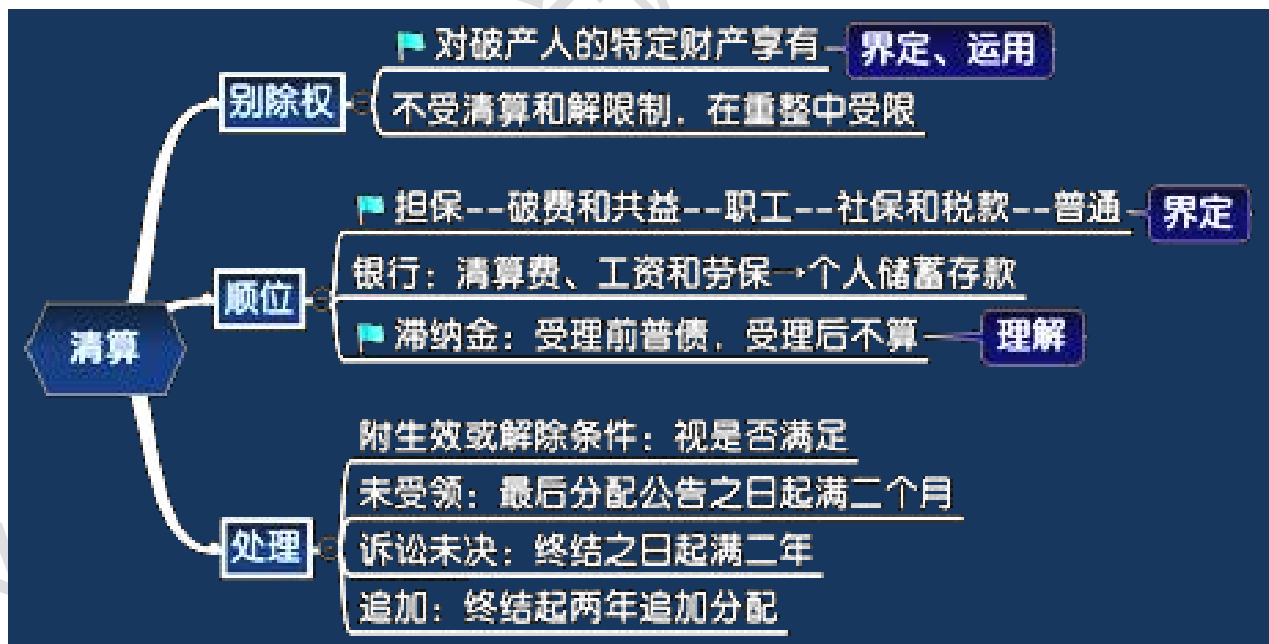 对破产人的特定财产享有
界定、运用
别除权
不受清算和解限制，在重整中受限
担保--破费和共益--职工--社保和税款--普通
界定
银行：清算费、工资和劳保→个人储蓄存款
顺位
滞纳金：受理前普债，受理后不算
理解
清算
附生效或解除条件：视是否满足
未受领：最后分配公告之日起满二个月
处理
诉讼未决：终结之日起满二年
追加：终结起两年追加分配